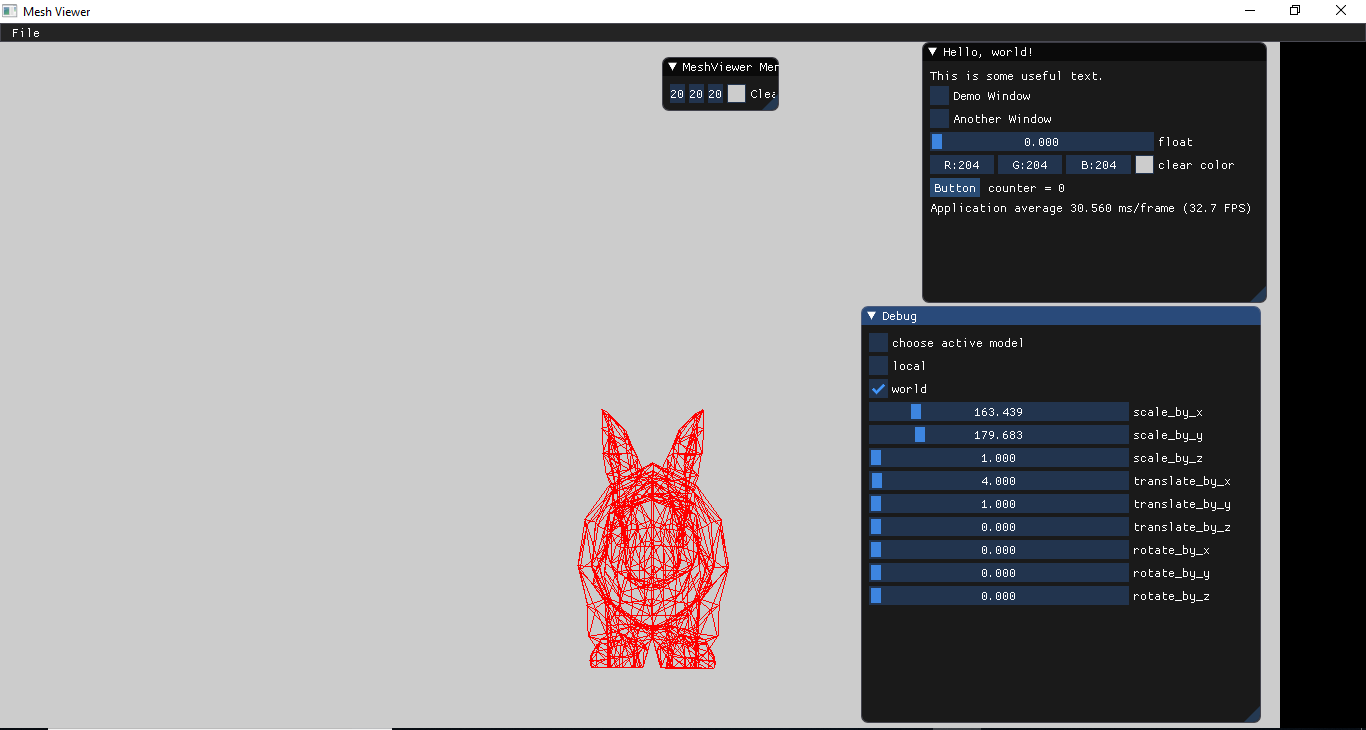 Mesh Viewer
File
MeshViewer Mer
20 20 20 Clea
Hello, world!
This is some useful text.
Demo Window
Another Window
0.000 float
R:204 G:204 B:204 clear color
Button counter = 0
Application average 30.560 ms/frame (32.7 FPS)
Debug
choose active model
local
world
163.439 scale_by_x
179.683 scale_by_y
1.000 scale_by_z
4.000 translate_by_x
1.000 translate_by_y
0.000 translate_by_z
0.000 rotate_by_x
0.000 rotate_by_y
0.000 rotate_by_z